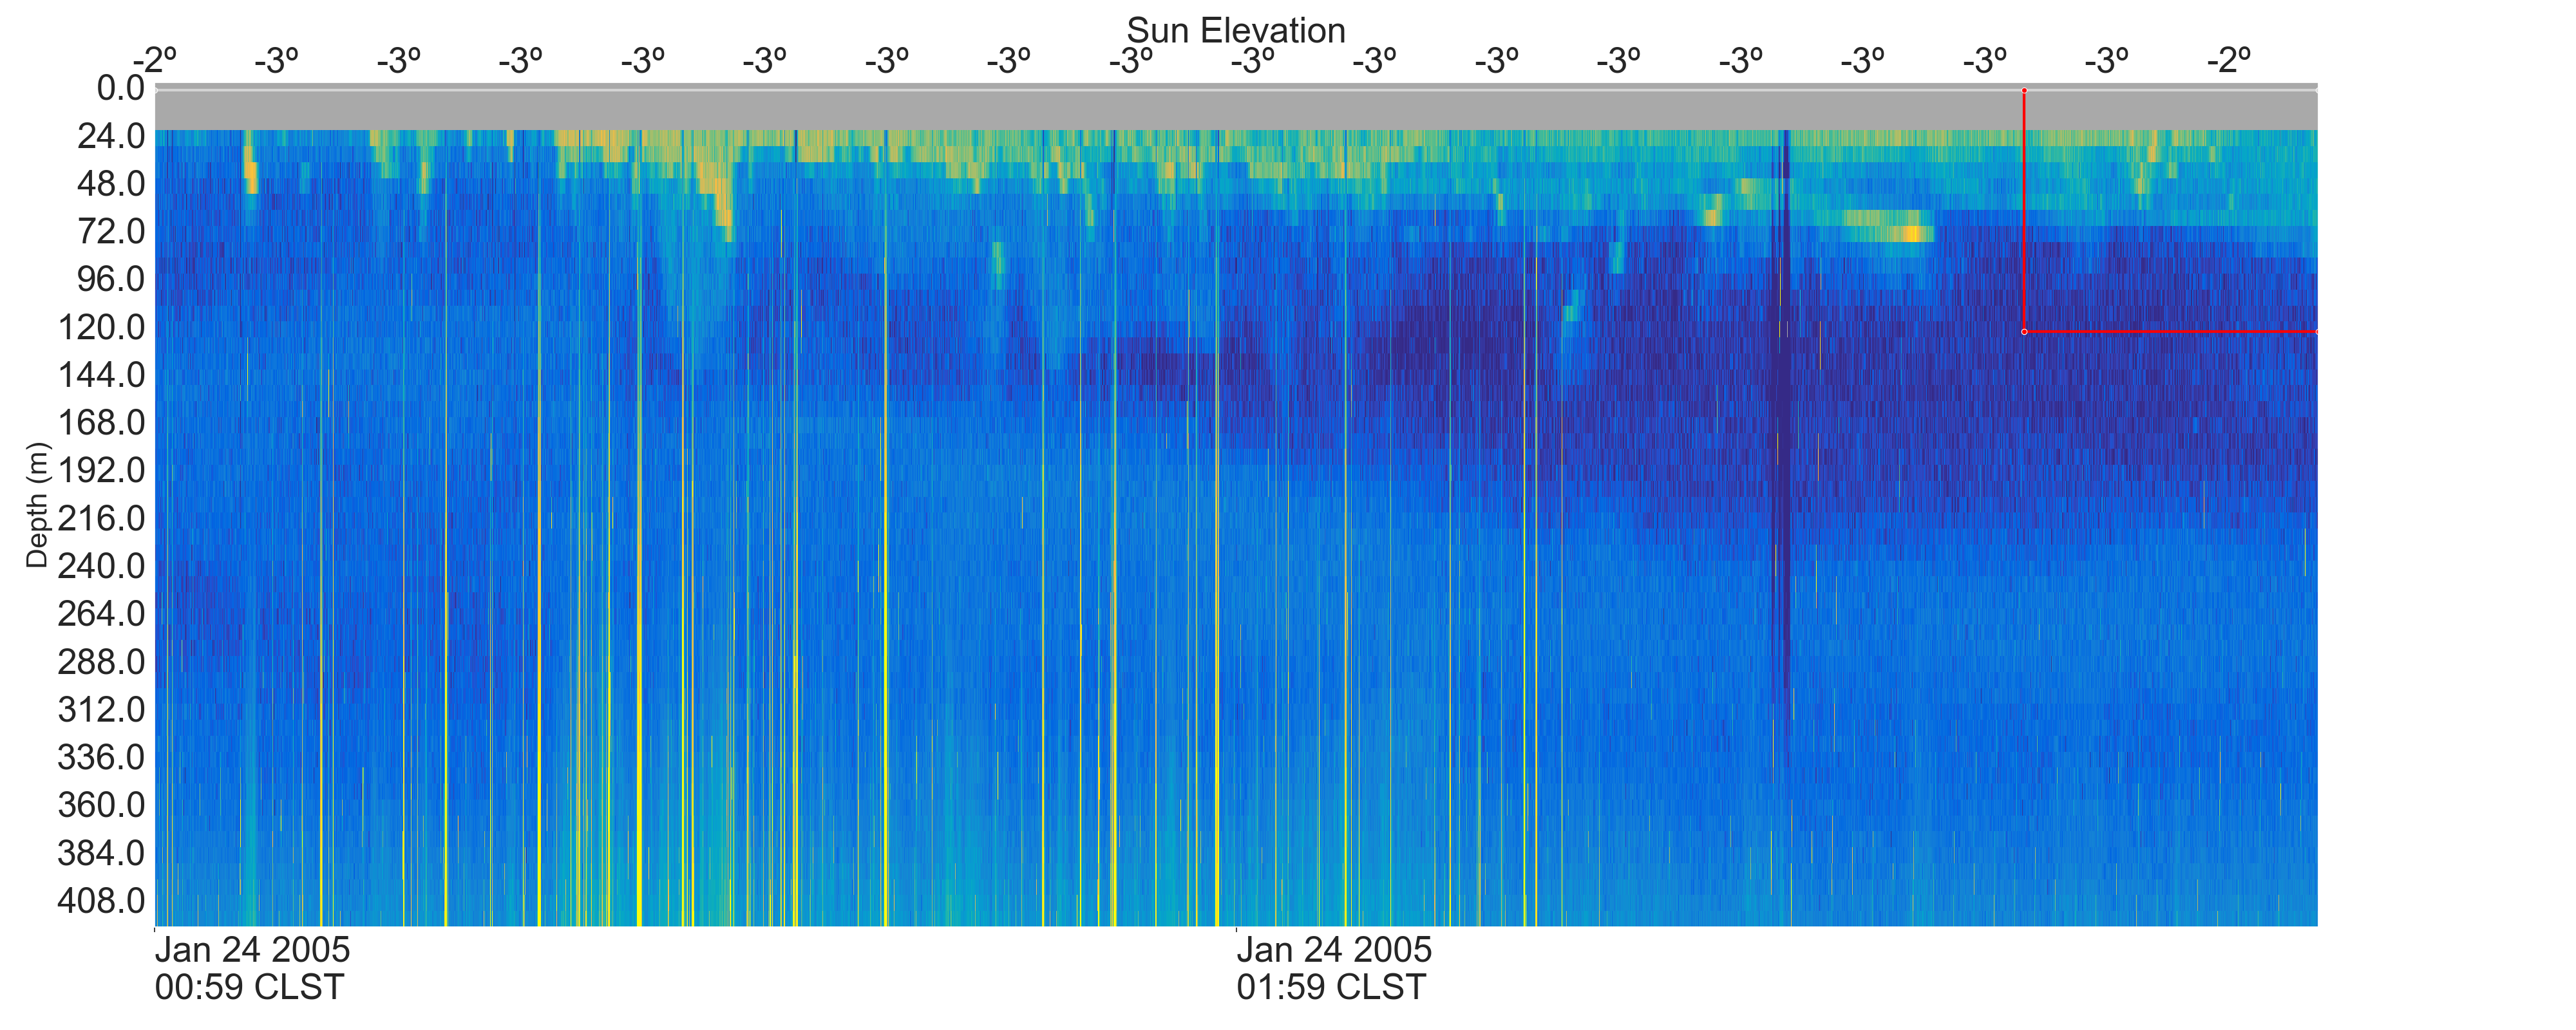 Sun Elevation
-2º -3º -3º -3º -3º -3º -3º -3º -3º -3º -3º -3º -3º -3º -3º -3º -3º -2º
0.0
24.0
48.0
72.0
96.0
120.0
144.0
168.0
192.0
216.0
240.0
264.0
288.0
312.0
336.0
360.0
384.0
408.0
Depth (m)
Jan 24 2005
00:59 CLST
Jan 24 2005
01:59 CLST